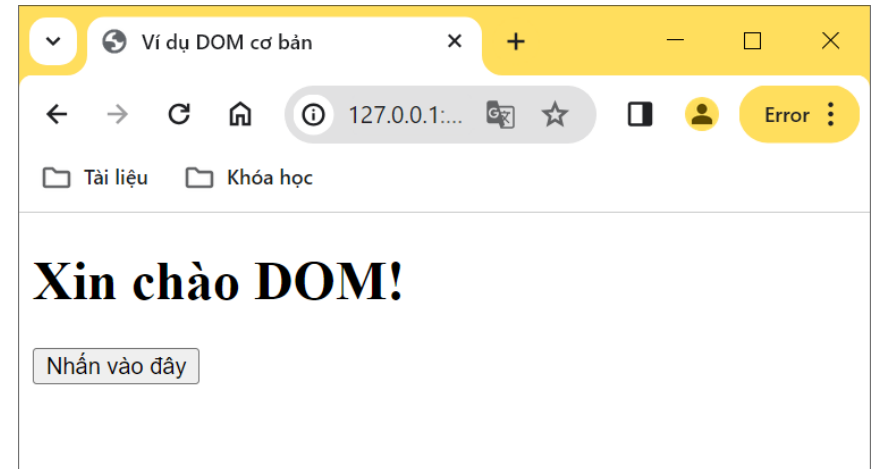 Ví dụ DOM cơ bản
127.0.0.1:...
Error
Tài liệu
Khóa học
Xin chào DOM!
Nhấn vào đây